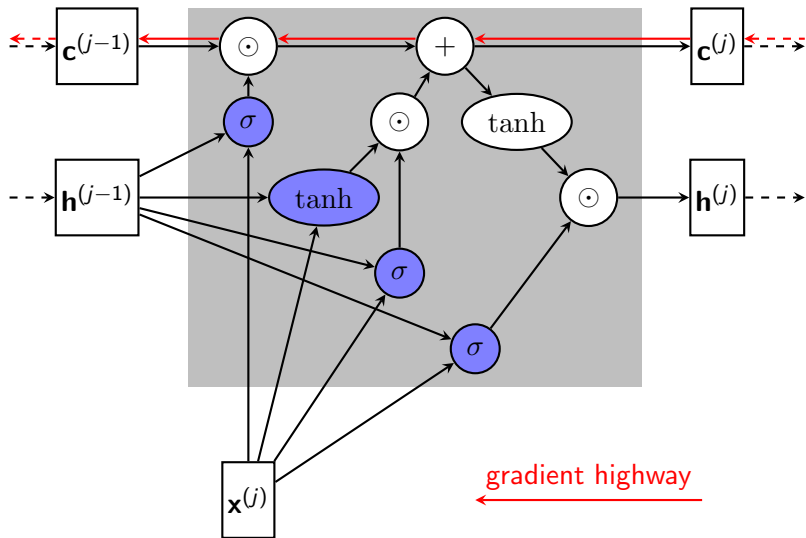 c^{(j−1)} ⊙ + c^{(j)}
σ ⊙ tanh
h^{(j−1)} tanh ⊙ h^{(j)}
σ
σ
x^{(j)}
gradient highway